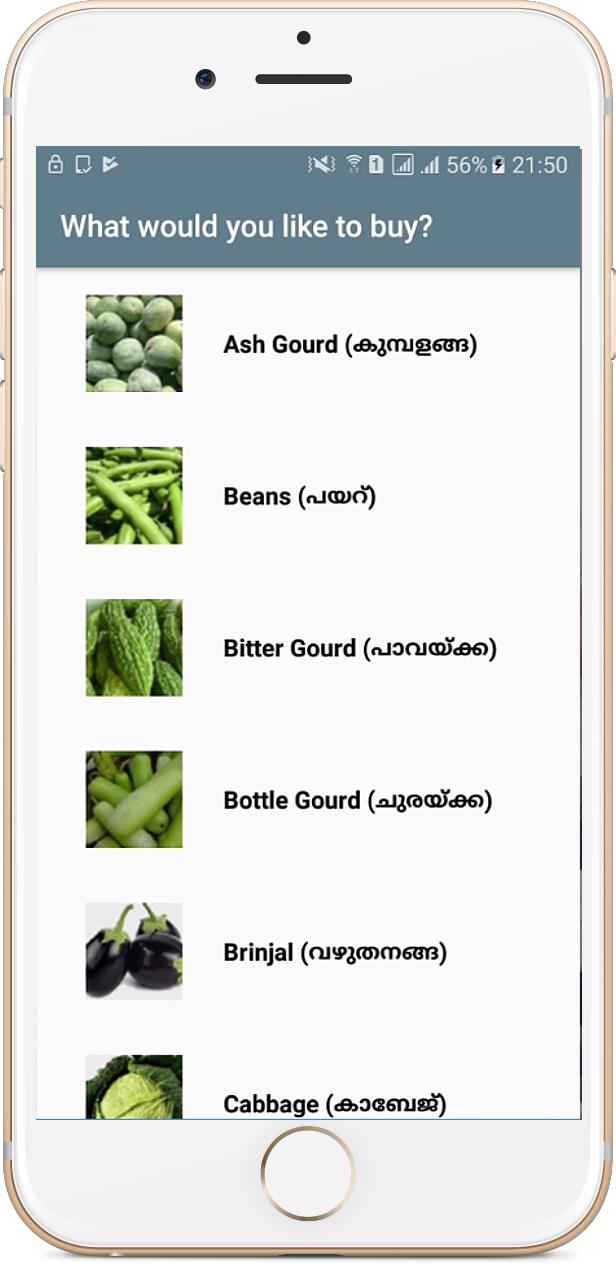 1 56% 21:50
What would you like to buy?
Ash Gourd (കുമ്പളങ്ങ)
Beans (പയറ്)
Bitter Gourd (പാവയ്ക്ക)
Bottle Gourd (ചുരയ്ക്ക)
Brinjal (വഴുതനങ്ങ)
Cabbage (കാബേജ്)